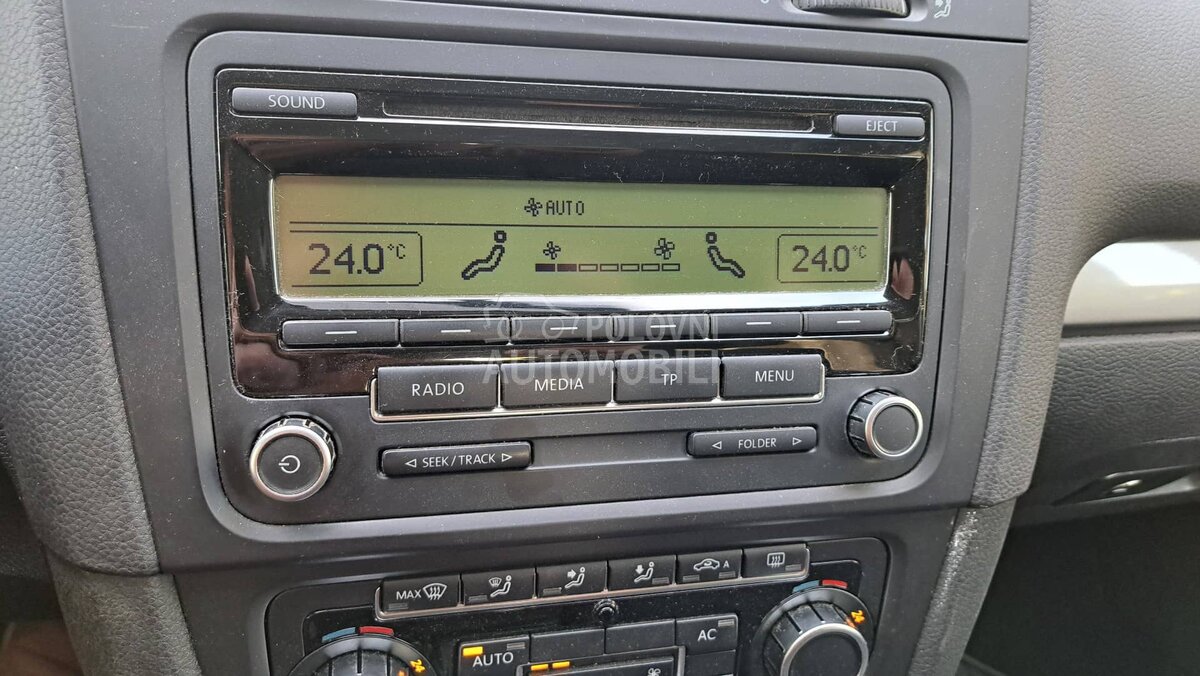 SOUND
EJECT
AUTO
24.0°C
24.0°C
POLOVNI
AUTOMOBILI
RADIO
MEDIA
TP
MENU
SEEK/TRACK
FOLDER
MAX
A
AUTO
AC